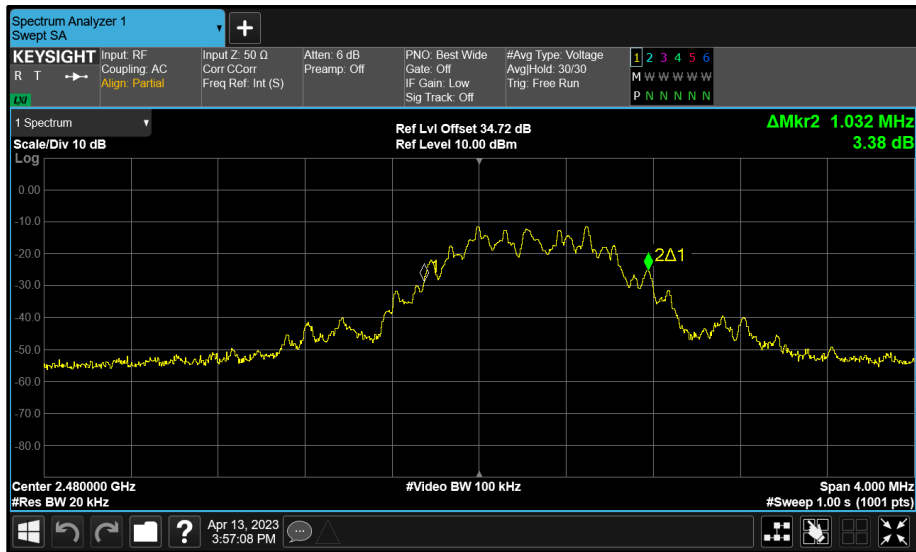 Spectrum Analyzer 1
Swept SA
+
KEYSIGHT
R T
LXI
Input: RF
Coupling: AC
Align: Partial
Input Z: 50 Ω
Corr CCorr
Freq Ref: Int (S)
Atten: 6 dB
Preamp: Off
PNO: Best Wide
Gate: Off
IF Gain: Low
Sig Track: Off
#Avg Type: Voltage
Avg|Hold: 30/30
Trig: Free Run
1 2 3 4 5 6
M W W W W W
P N N N N N
1 Spectrum
Scale/Div 10 dB
Ref Lvl Offset 34.72 dB
Ref Level 10.00 dBm
ΔMkr2 1.032 MHz
3.38 dB
Log
0.00
-10.0
-20.0
-30.0
-40.0
-50.0
-60.0
-70.0
-80.0
2Δ1
Center 2.480000 GHz
#Res BW 20 kHz
#Video BW 100 kHz
Span 4.000 MHz
#Sweep 1.00 s (1001 pts)
?
Apr 13, 2023
3:57:08 PM